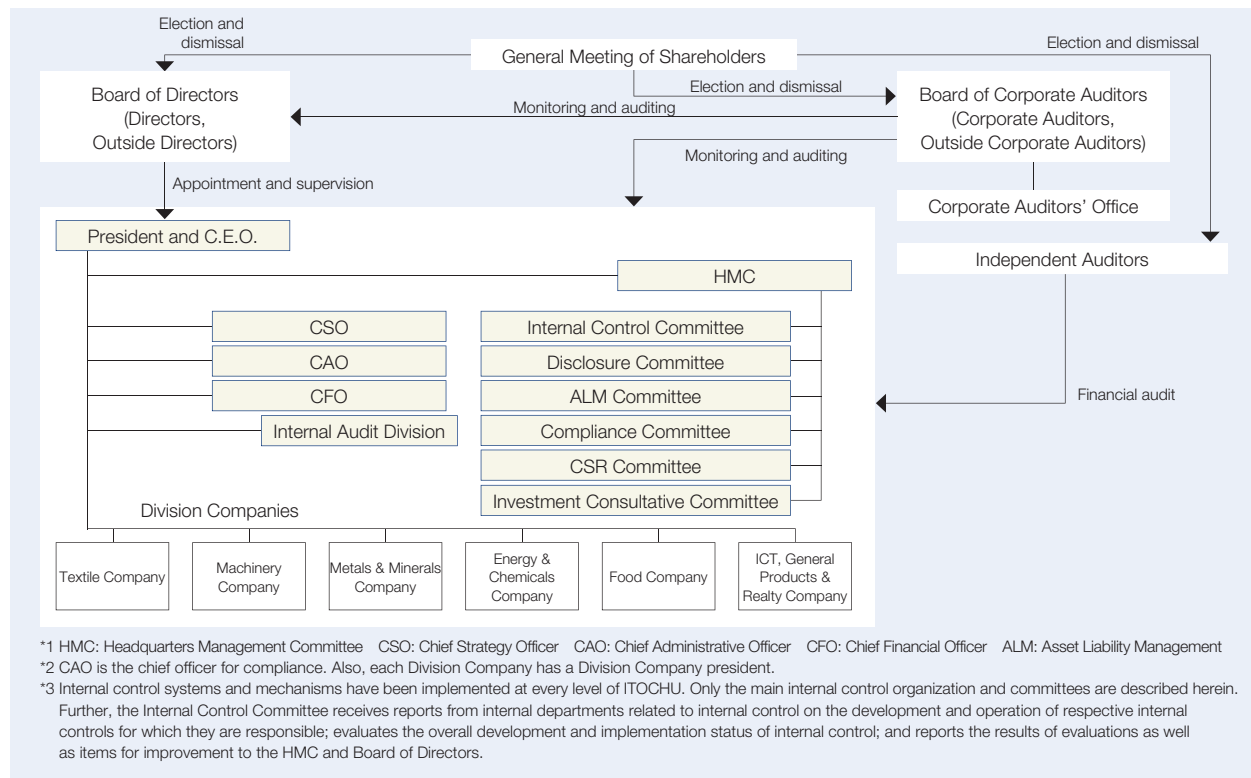 Election and
dismissal
General Meeting of Shareholders
Election and dismissal
Board of Directors
(Directors,
Outside Directors)
Election and dismissal
Monitoring and auditing
Board of Corporate Auditors
(Corporate Auditors,
Outside Corporate Auditors)
Monitoring and auditing
Appointment and supervision
Corporate Auditors’ Office
President and C.E.O.
Independent Auditors
HMC
CSO
Internal Control Committee
CAO
Disclosure Committee
CFO
ALM Committee
Financial audit
Internal Audit Division
Compliance Committee
CSR Committee
Investment Consultative Committee
Division Companies
Textile Company
Machinery
Company
Metals & Minerals
Company
Energy &
Chemicals
Company
Food Company
ICT, General
Products &
Realty Company
*1 HMC: Headquarters Management Committee CSO: Chief Strategy Officer CAO: Chief Administrative Officer CFO: Chief Financial Officer ALM: Asset Liability Management
*2 CAO is the chief officer for compliance. Also, each Division Company has a Division Company president.
*3 Internal control systems and mechanisms have been implemented at every level of ITOCHU. Only the main internal control organization and committees are described herein.
Further, the Internal Control Committee receives reports from internal departments related to internal control on the development and operation of respective internal
controls for which they are responsible; evaluates the overall development and implementation status of internal control; and reports the results of evaluations as well
as items for improvement to the HMC and Board of Directors.